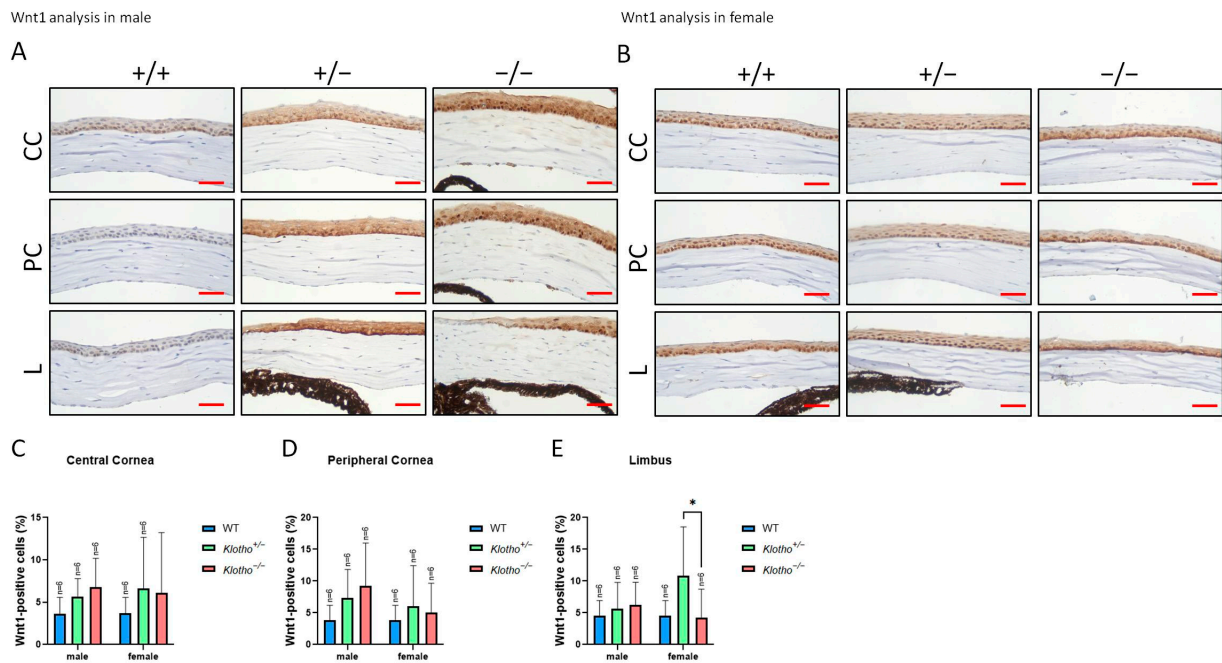 Wnt1 analysis in male
Wnt1 analysis in female
A
+/+
+/−
−/−
CC
PC
L
B
+/+
+/−
−/−
CC
PC
L
C
Central Cornea
Wnt1-positive cells (%)
15
10
5
0
n=6
n=6
n=6
n=6
n=6
male
female
WT
Klotho+/−
Klotho−/−
D
Peripheral Cornea
Wnt1-positive cells (%)
20
15
10
5
0
n=6
n=6
n=6
n=6
n=6
n=6
male
female
WT
Klotho+/−
Klotho−/−
E
Limbus
Wnt1-positive cells (%)
20
15
10
5
0
n=6
n=6
n=6
n=6
n=6
*
male
female
WT
Klotho+/−
Klotho−/−